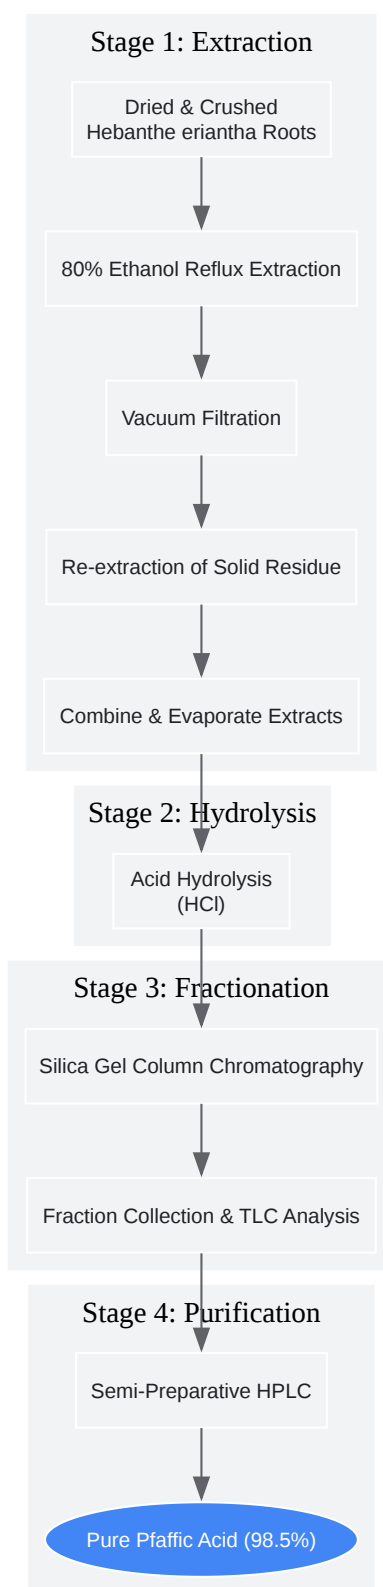 Stage 1: Extraction
Dried & Crushed
Hebanthe eriantha Roots
80% Ethanol Reflux Extraction
Vacuum Filtration
Re-extraction of Solid Residue
Combine & Evaporate Extracts
Stage 2: Hydrolysis
Acid Hydrolysis
(HCl)
Stage 3: Fractionation
Silica Gel Column Chromatography
Fraction Collection & TLC Analysis
Stage 4: Purification
Semi-Preparative HPLC
Pure Pfaffic Acid (98.5%)